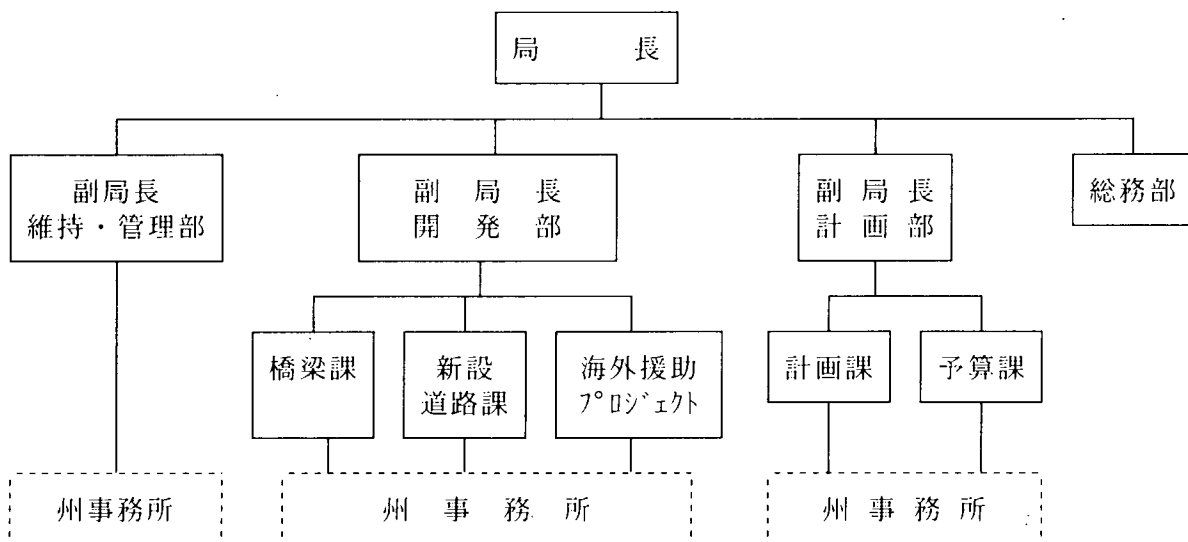 局長
副局長
維持・管理部
副局長
開発部
副局長
計画部
総務部
橋梁課
新設
道路課
海外援助
プロジェクト
計画課
予算課
州事務所
州事務所
州事務所